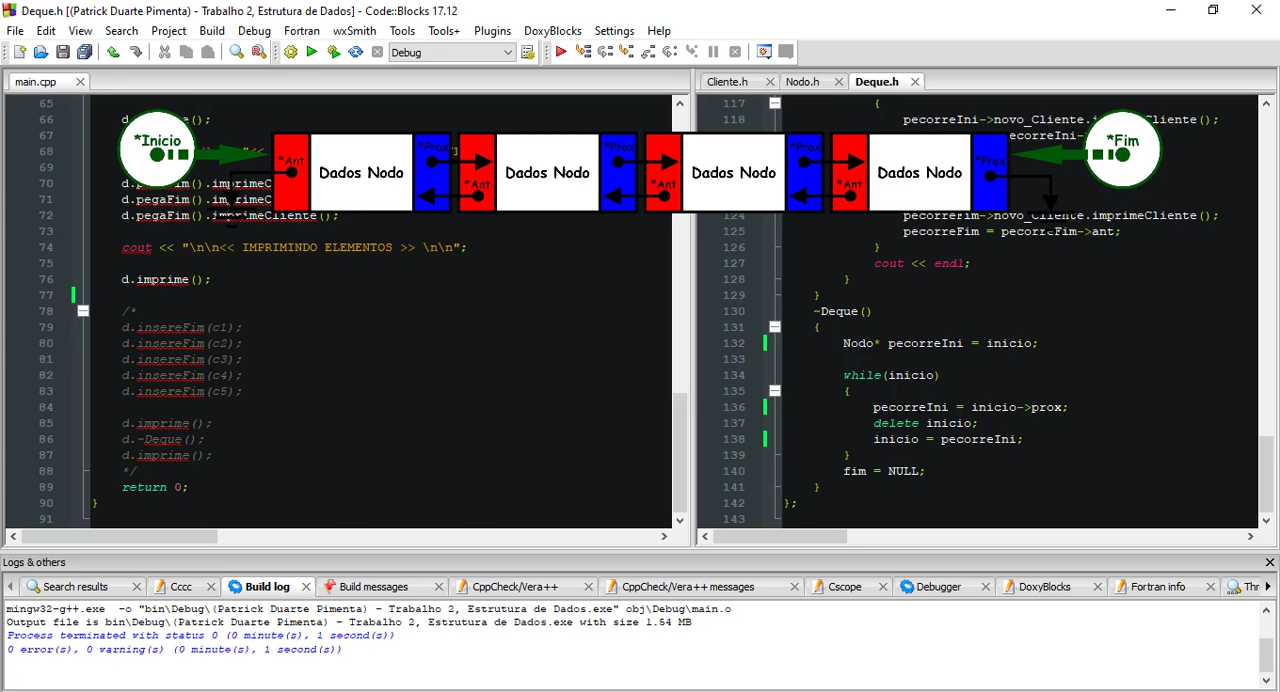 Deque.h [(Patrick Duarte Pimenta) - Trabalho 2, Estrutura de Dados] - Code::Blocks 17.12
File Edit View Search Project Build Debug Fortran wxSmith Tools Tools+ Plugins DoxyBlocks Settings Help
Debug
main.cpp
65
66
67
68
69
70 d.pegaFim().imprimeC
71 d.pegaFim().imprimeC
72 d.pegaFim().imprimeCliente();
73
74 cout << "\n\n<< IMPRIMINDO ELEMENTOS >> \n\n";
75
76 d.imprime();
77
78 /*
79 d.insereFim(c1);
80 d.insereFim(c2);
81 d.insereFim(c3);
82 d.insereFim(c4);
83 d.insereFim(c5);
84
85 d.imprime();
86 d.~Deque();
87 d.imprime();
88 */
89 return 0;
90 }
91
Cliente.h Nodo.h Deque.h
117 {
118 pecorreIni->novo_Cliente.imprimeCliente();
pecorreIni
124 pecorreFim->novo_Cliente.imprimeCliente();
125 pecorreFim = pecorreFim->ant;
126 }
127 cout << endl;
128 }
129 }
130 ~Deque()
131 {
132 Nodo* pecorreIni = inicio;
133
134 while(inicio)
135 {
136 pecorreIni = inicio->prox;
137 delete inicio;
138 inicio = pecorreIni;
139 }
140 fim = NULL;
141 }
142 };
143
*Inicio
*Ant Dados Nodo *Prox
*Ant Dados Nodo *Prox
*Ant Dados Nodo *Prox
*Ant Dados Nodo *Prox
*Fim
Logs & others
Search results Cccc Build log Build messages CppCheck/Vera++ CppCheck/Vera++ messages Cscope Debugger DoxyBlocks Fortran info Thr
mingw32-g++.exe -o "bin\Debug\(Patrick Duarte Pimenta) - Trabalho 2, Estrutura de Dados.exe" obj\Debug\main.o
Output file is bin\Debug\(Patrick Duarte Pimenta) - Trabalho 2, Estrutura de Dados.exe with size 1.54 MB
Process terminated with status 0 (0 minute(s), 1 second(s))
0 error(s), 0 warning(s) (0 minute(s), 1 second(s))